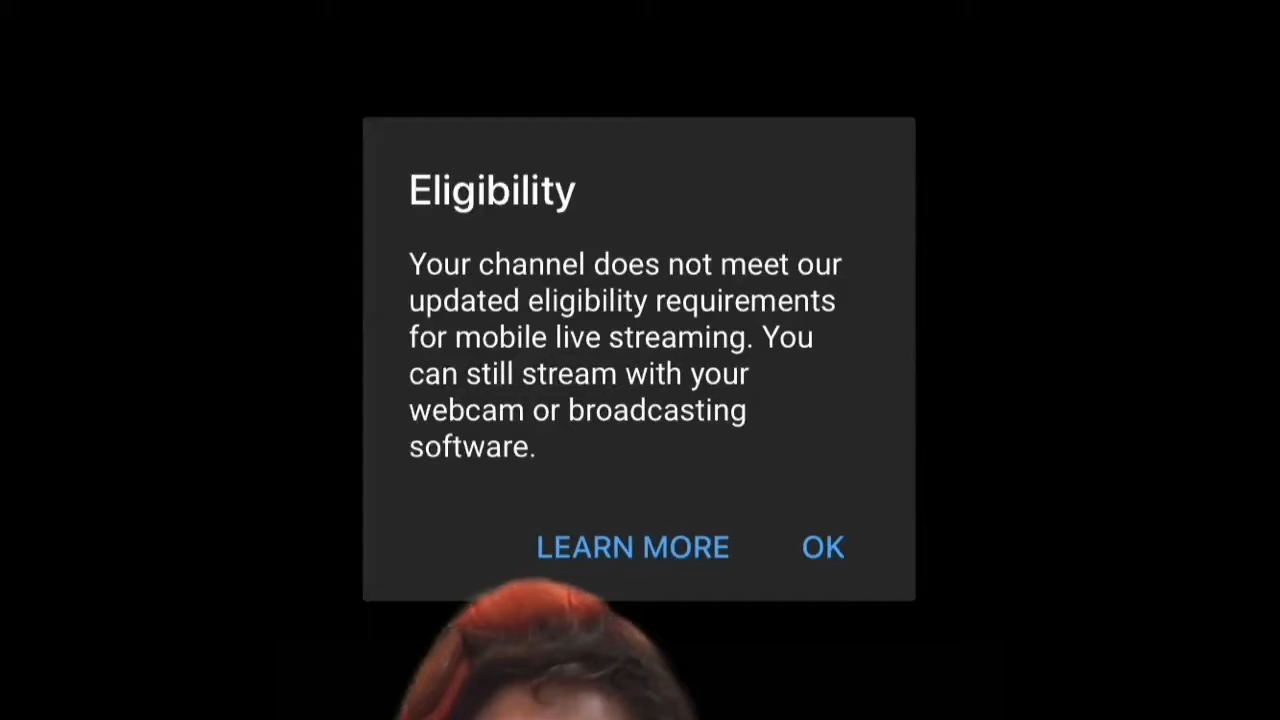 Eligibility
Your channel does not meet our
updated eligibility requirements
for mobile live streaming. You
can still stream with your
webcam or broadcasting
software.
LEARN MORE OK